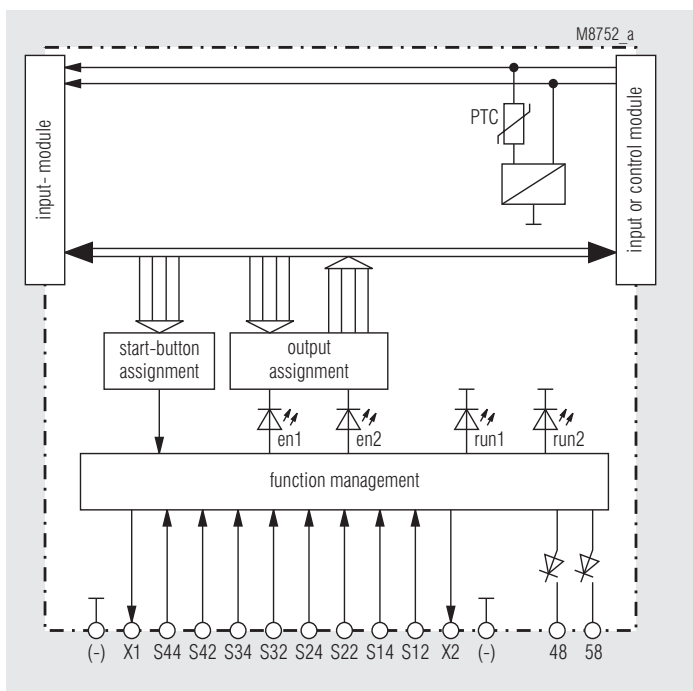 M8752_a
PTC
input- module
input or control module
start-button
assignment
output
assignment
en1
en2
run1
run2
function management
(-) X1 S44 S42 S34 S32 S24 S22 S14 S12 X2 (-) 48 58